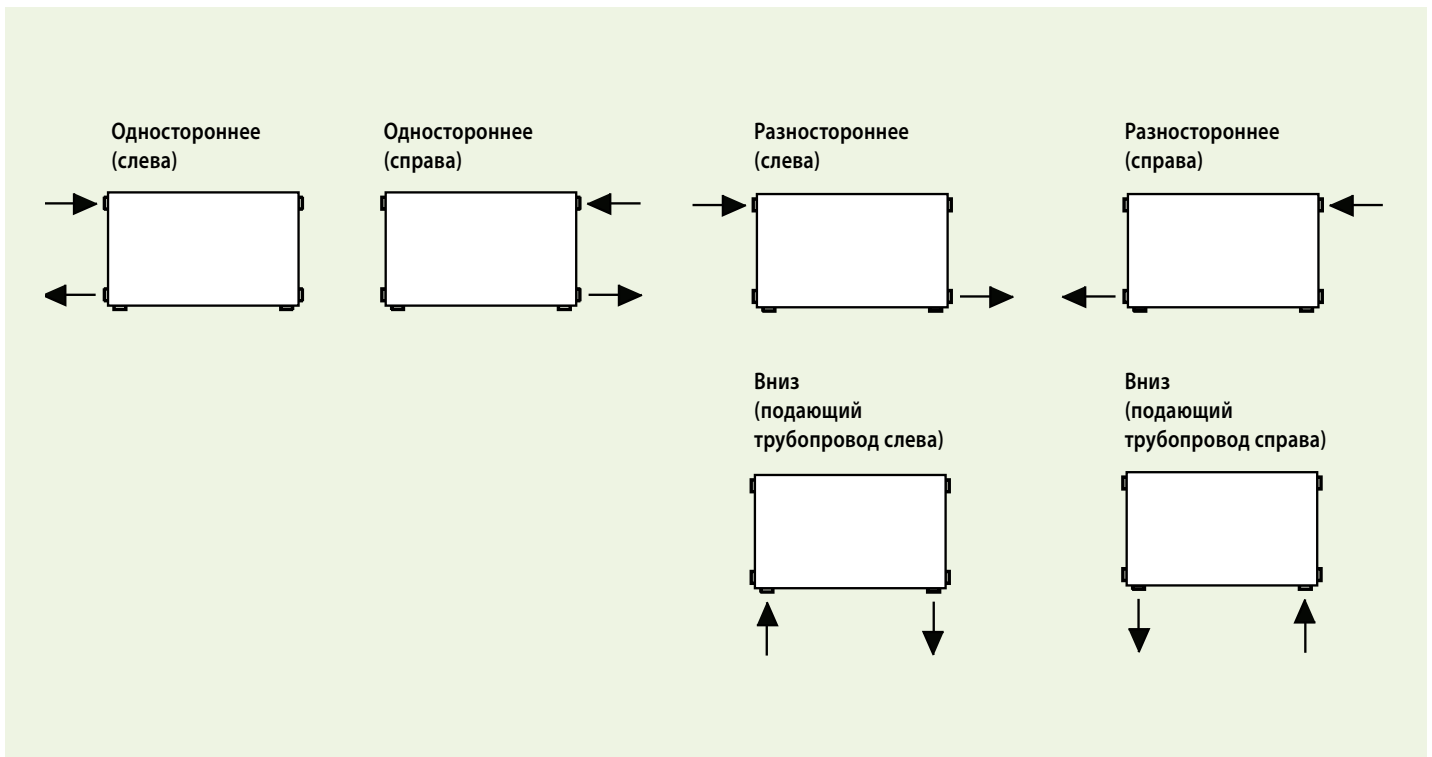 Одностороннее
(слева)
Одностороннее
(справа)
Разностороннее
(слева)
Разностороннее
(справа)
Вниз
(подающий
трубопровод слева)
Вниз
(подающий
трубопровод справа)